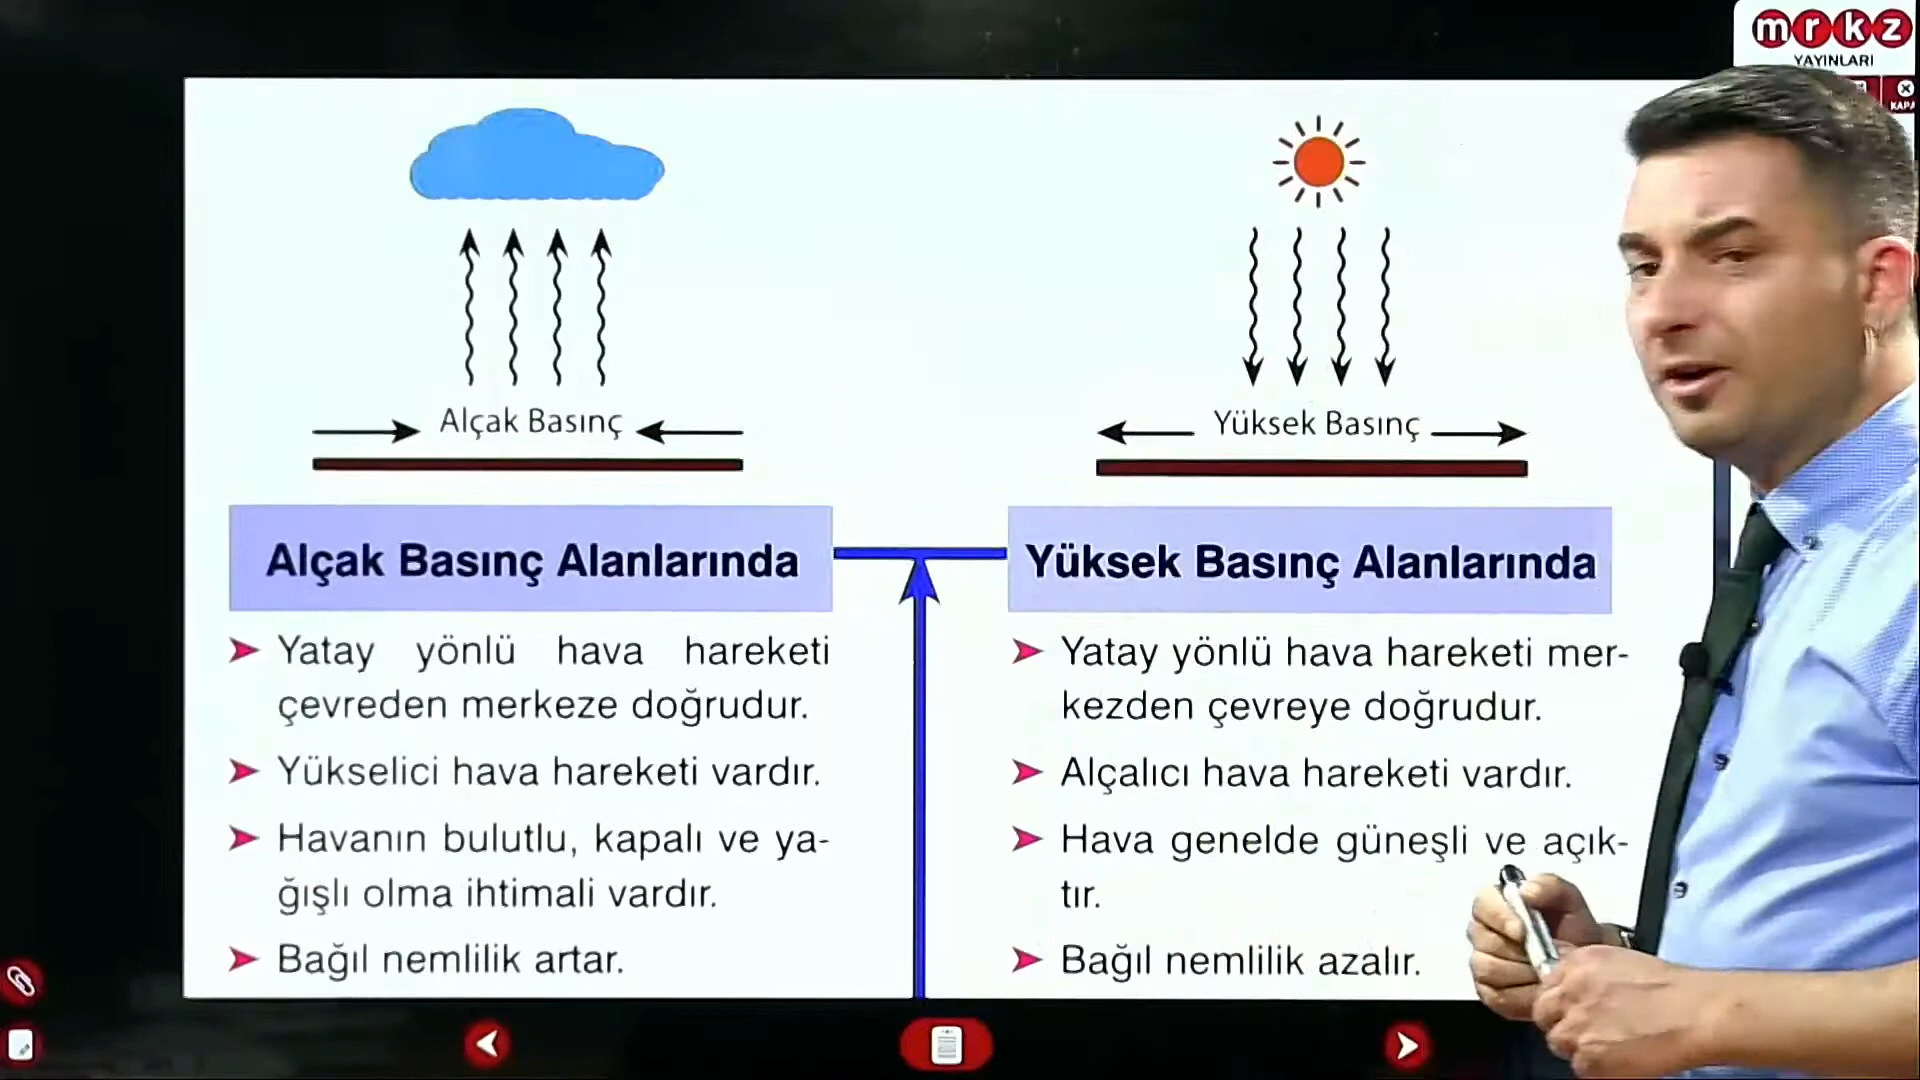 mrkz
YAYINLARI
Alçak Basınç
Yüksek Basınç
Alçak Basınç Alanlarında
Yatay yönlü hava hareketi
çevreden merkeze doğrudur.
Yükselici hava hareketi vardır.
Havanın bulutlu, kapalı ve ya-
ğışlı olma ihtimali vardır.
Bağıl nemlilik artar.
Yüksek Basınç Alanlarında
Yatay yönlü hava hareketi mer-
kezden çevreye doğrudur.
Alçalıcı hava hareketi vardır.
Hava genelde güneşli ve açık-
tır.
Bağıl nemlilik azalır.